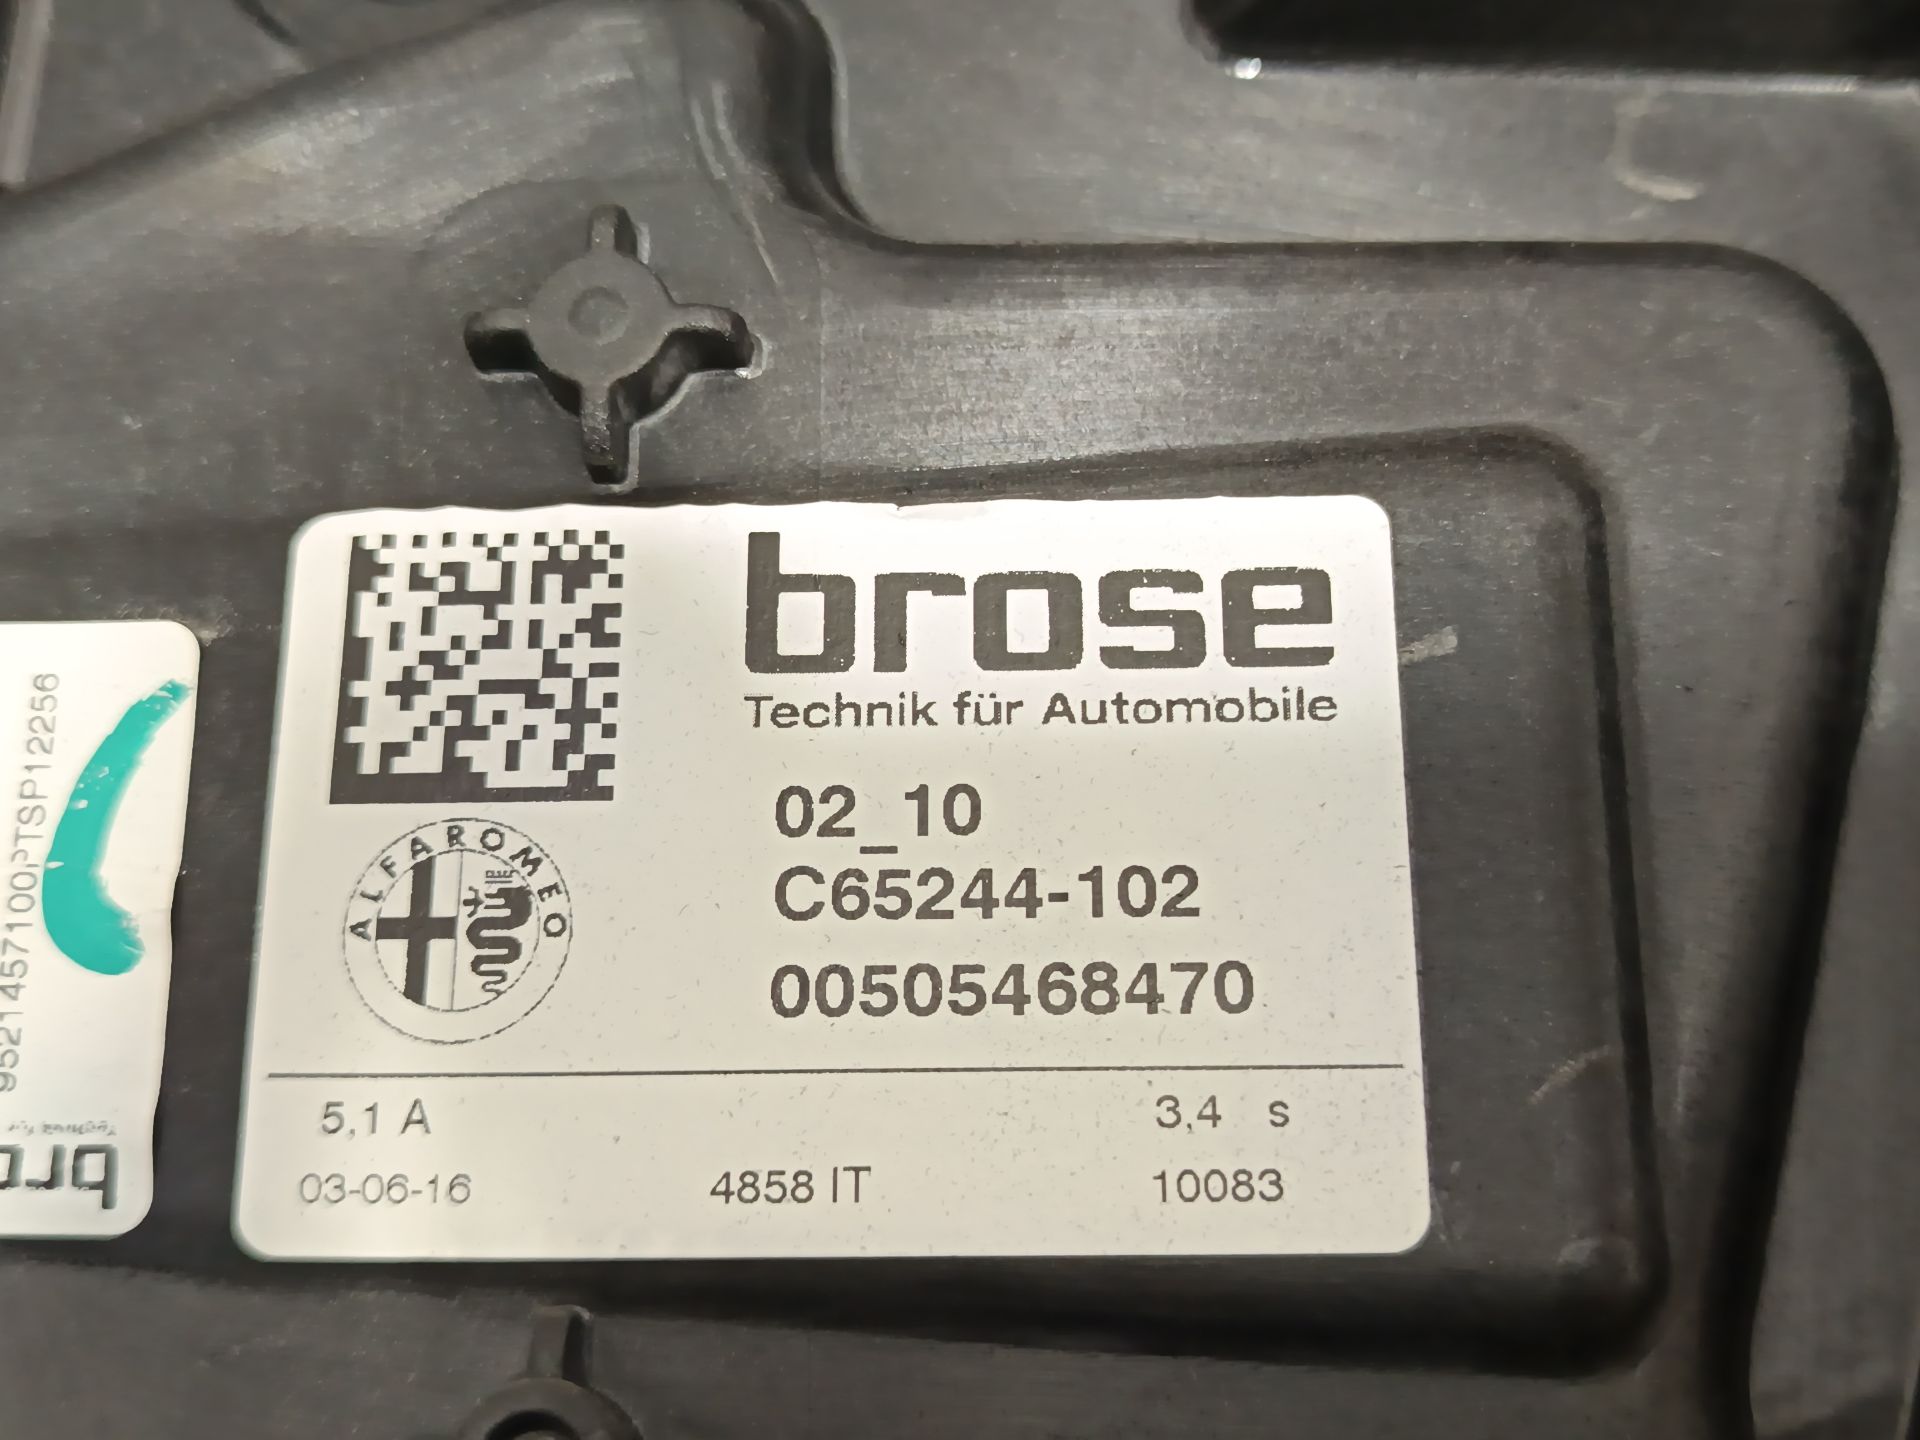 brose
Technik für Automobile
02_10
C65244-102
00505468470
ALFA ROMEO
5,1 A
3,4 s
03-06-16
4858 IT
10083
9521457100PTSP12256